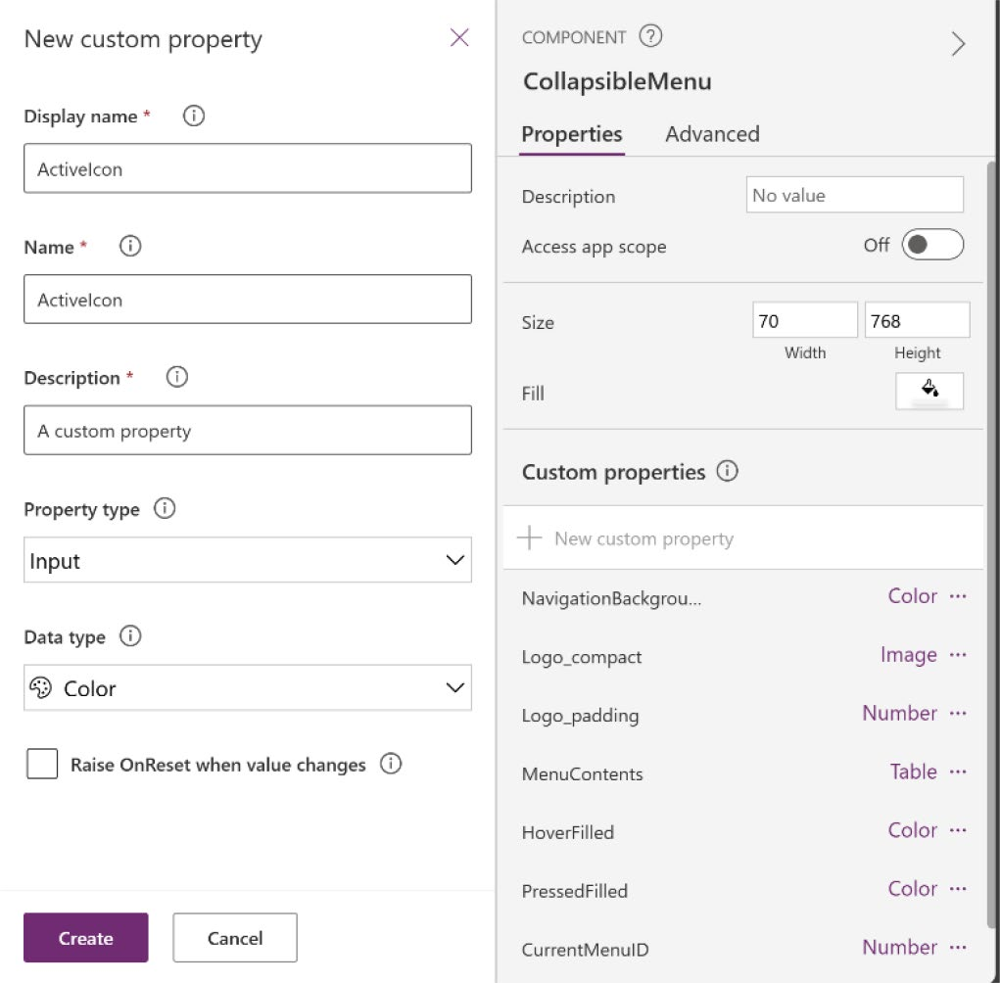 New custom property
Display name *
ActiveIcon
Name *
ActiveIcon
Description *
A custom property
Property type
Input
Data type
Color
Raise OnReset when value changes
Create Cancel
COMPONENT ?
CollapsibleMenu
Properties Advanced
Description No value
Access app scope Off
Size 70 768
Width Height
Fill
Custom properties
New custom property
NavigationBackgrou... Color
Logo_compact Image
Logo_padding Number
MenuContents Table
HoverFilled Color
PressedFilled Color
CurrentMenuID Number